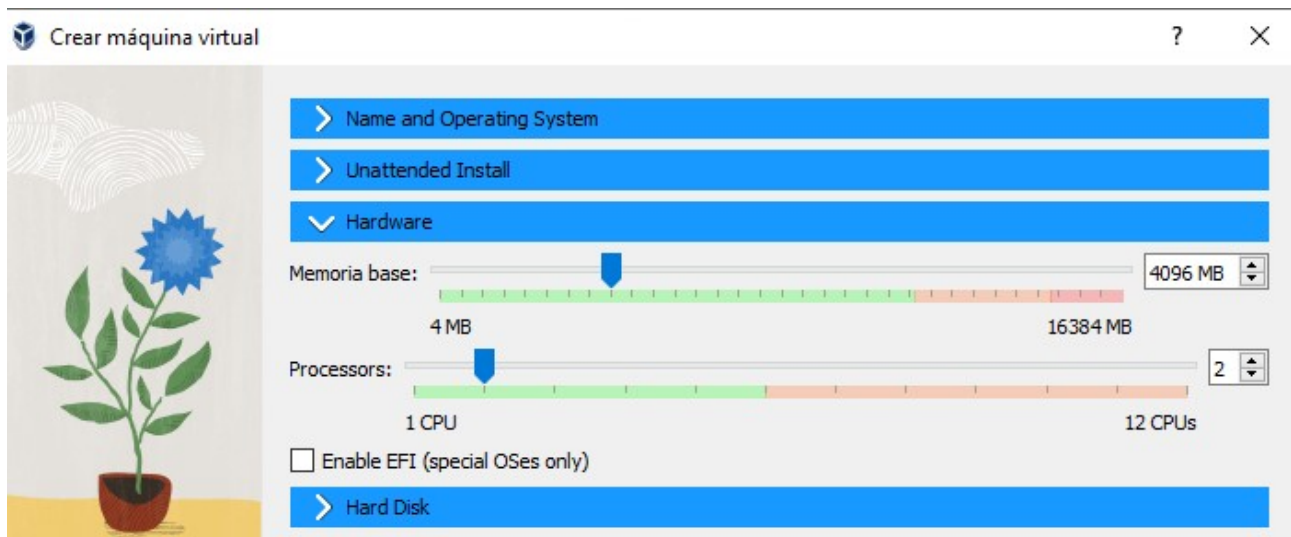 Crear máquina virtual ?
Name and Operating System
Unattended Install
Hardware
Memoria base: 4096 MB
4 MB 16384 MB
Processors: 2
1 CPU 12 CPUs
Enable EFI (special OSes only)
Hard Disk